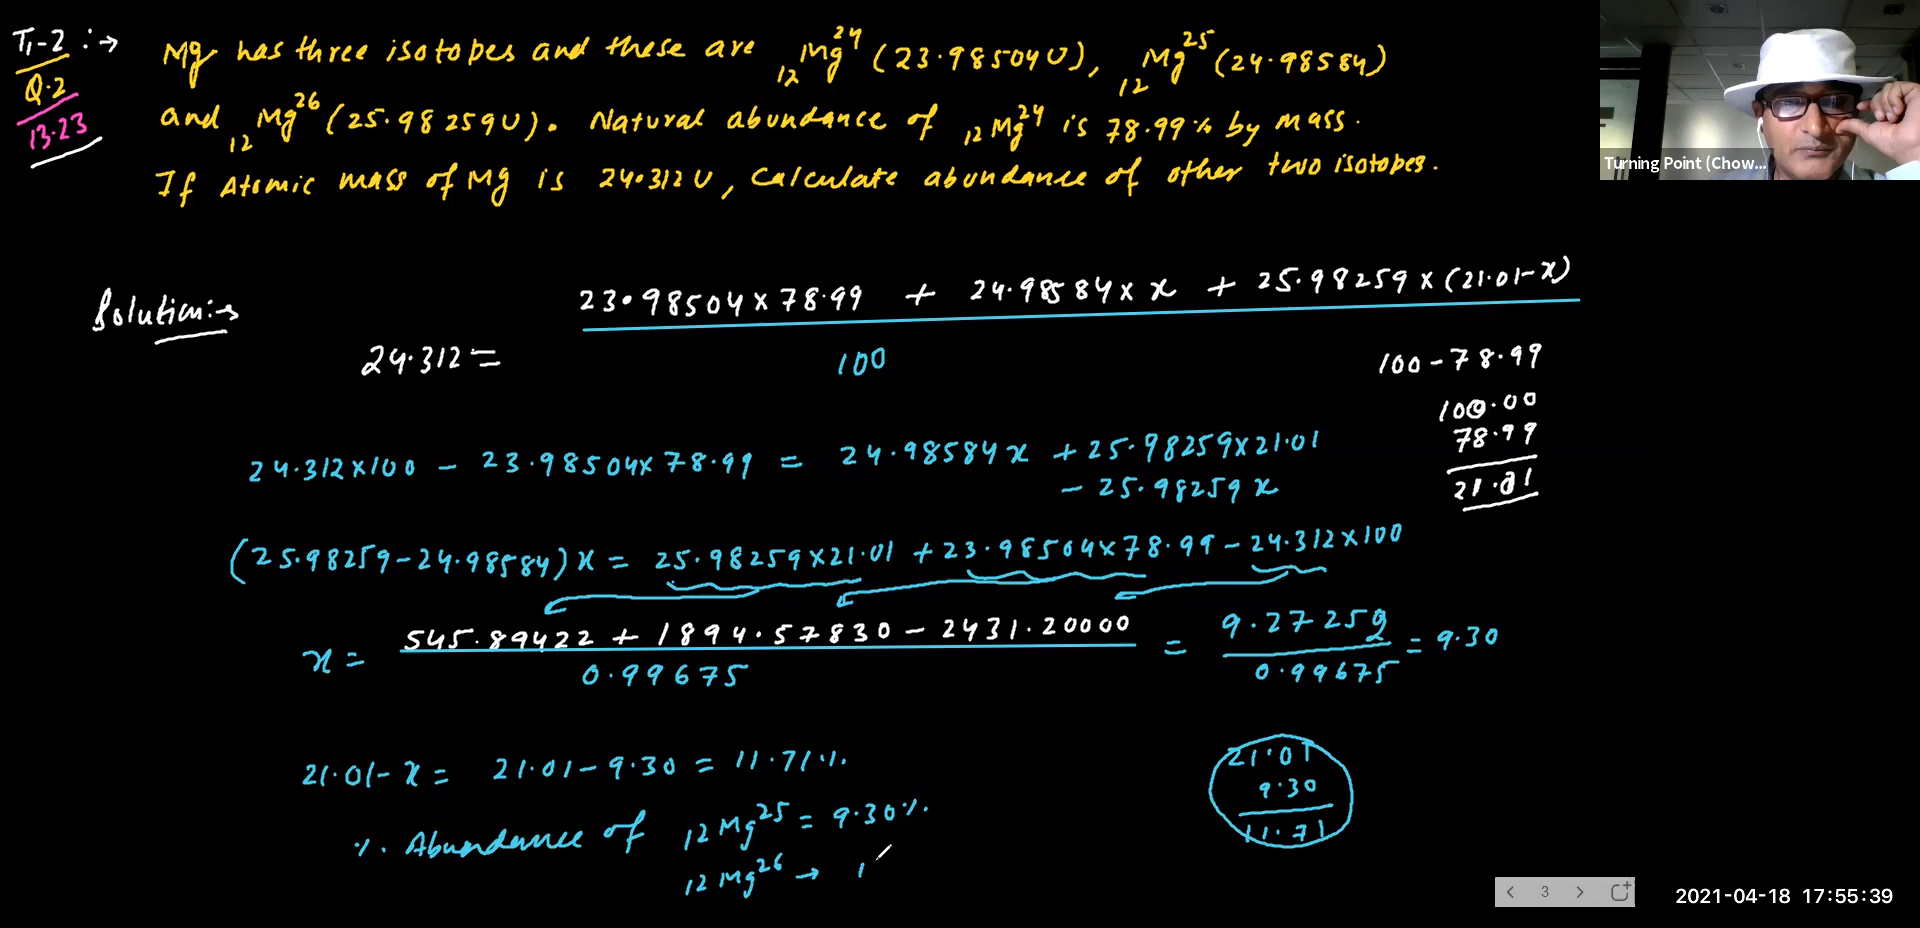 T1-2 :→ Mg has three isotopes and these are ₁₂Mg²⁴ (23.98504U), ₁₂Mg²⁵ (24.98584)
Q.2
13.23
and ₁₂Mg²⁶ (25.98259U). Natural abundance of ₁₂Mg²⁴ is 78.99% by mass.
If Atomic mass of Mg is 24.312U, Calculate abundance of other two isotopes.
Turning Point (Chow...
Solution:→
23.98504×78.99 + 24.98584×x + 25.98259×(21.01-x)
24.312=
100
100-78.99
100.00
78.99
21.01
24.312×100 - 23.98504×78.99 = 24.98584x + 25.98259×21.01
- 25.98259x
(25.98259-24.98584)x = 25.98259×21.01 + 23.98504×78.99 - 24.312×100
x = 545.89422 + 1894.57830 - 2431.20000 = 9.27252 = 9.30
0.99675 0.99675
21.01-x = 21.01-9.30 = 11.71%.
21.01
9.30
11.71
%. Abundance of ₁₂Mg²⁵ = 9.30%.
₁₂Mg²⁶ → 1
3
2021-04-18 17:55:39